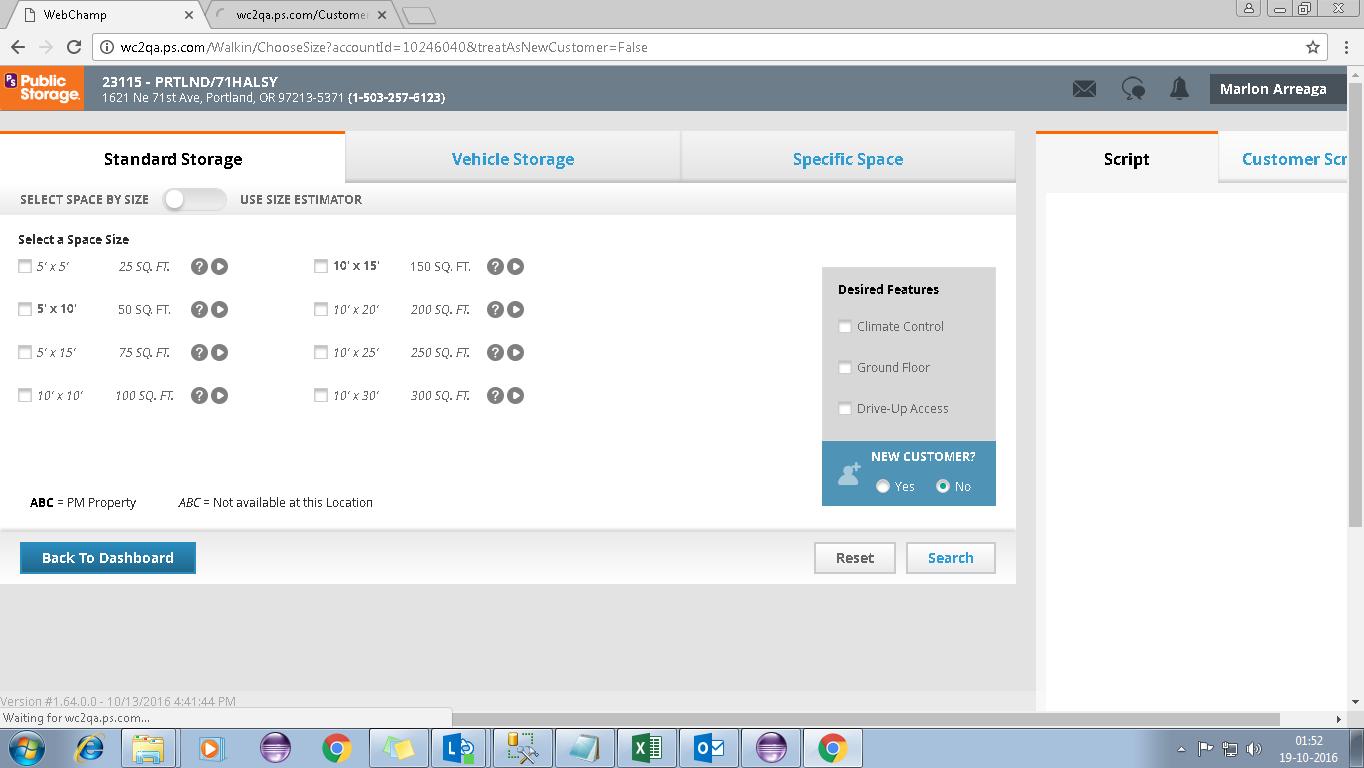 WebChamp
wc2qa.ps.com/Custome
wc2qa.ps.com/Walkin/ChooseSize?accountId=10246040&treatAsNewCustomer=False
PS Public Storage.
23115 - PRTLND/71HALSY
1621 Ne 71st Ave, Portland, OR 97213-5371 (1-503-257-6123)
Marlon Arreaga
Standard Storage
Vehicle Storage
Specific Space
Script
Customer Scr
SELECT SPACE BY SIZE
USE SIZE ESTIMATOR
Select a Space Size
5' x 5' 25 SQ. FT. ?
10' x 15' 150 SQ. FT. ?
5' x 10' 50 SQ. FT. ?
10' x 20' 200 SQ. FT. ?
5' x 15' 75 SQ. FT. ?
10' x 25' 250 SQ. FT. ?
10' x 10' 100 SQ. FT. ?
10' x 30' 300 SQ. FT. ?
Desired Features
Climate Control
Ground Floor
Drive-Up Access
NEW CUSTOMER?
Yes No
ABC = PM Property
ABC = Not available at this Location
Back To Dashboard
Reset
Search
Version #1.64.0.0 - 10/13/2016 4:41:44 PM
Waiting for wc2qa.ps.com...
01:52
19-10-2016